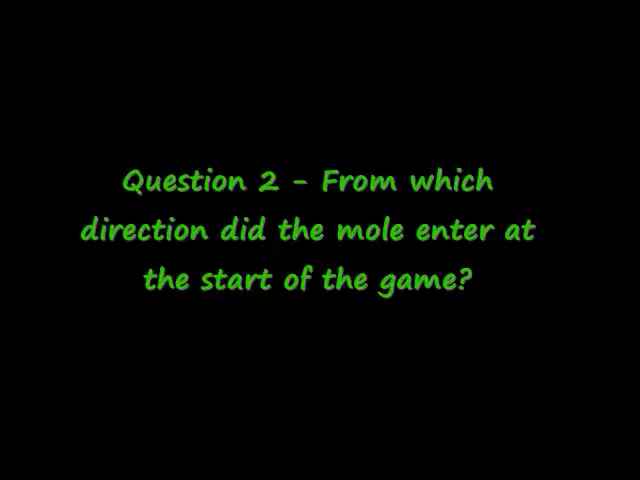 Question 2 - From which
direction did the mole enter at
the start of the game?